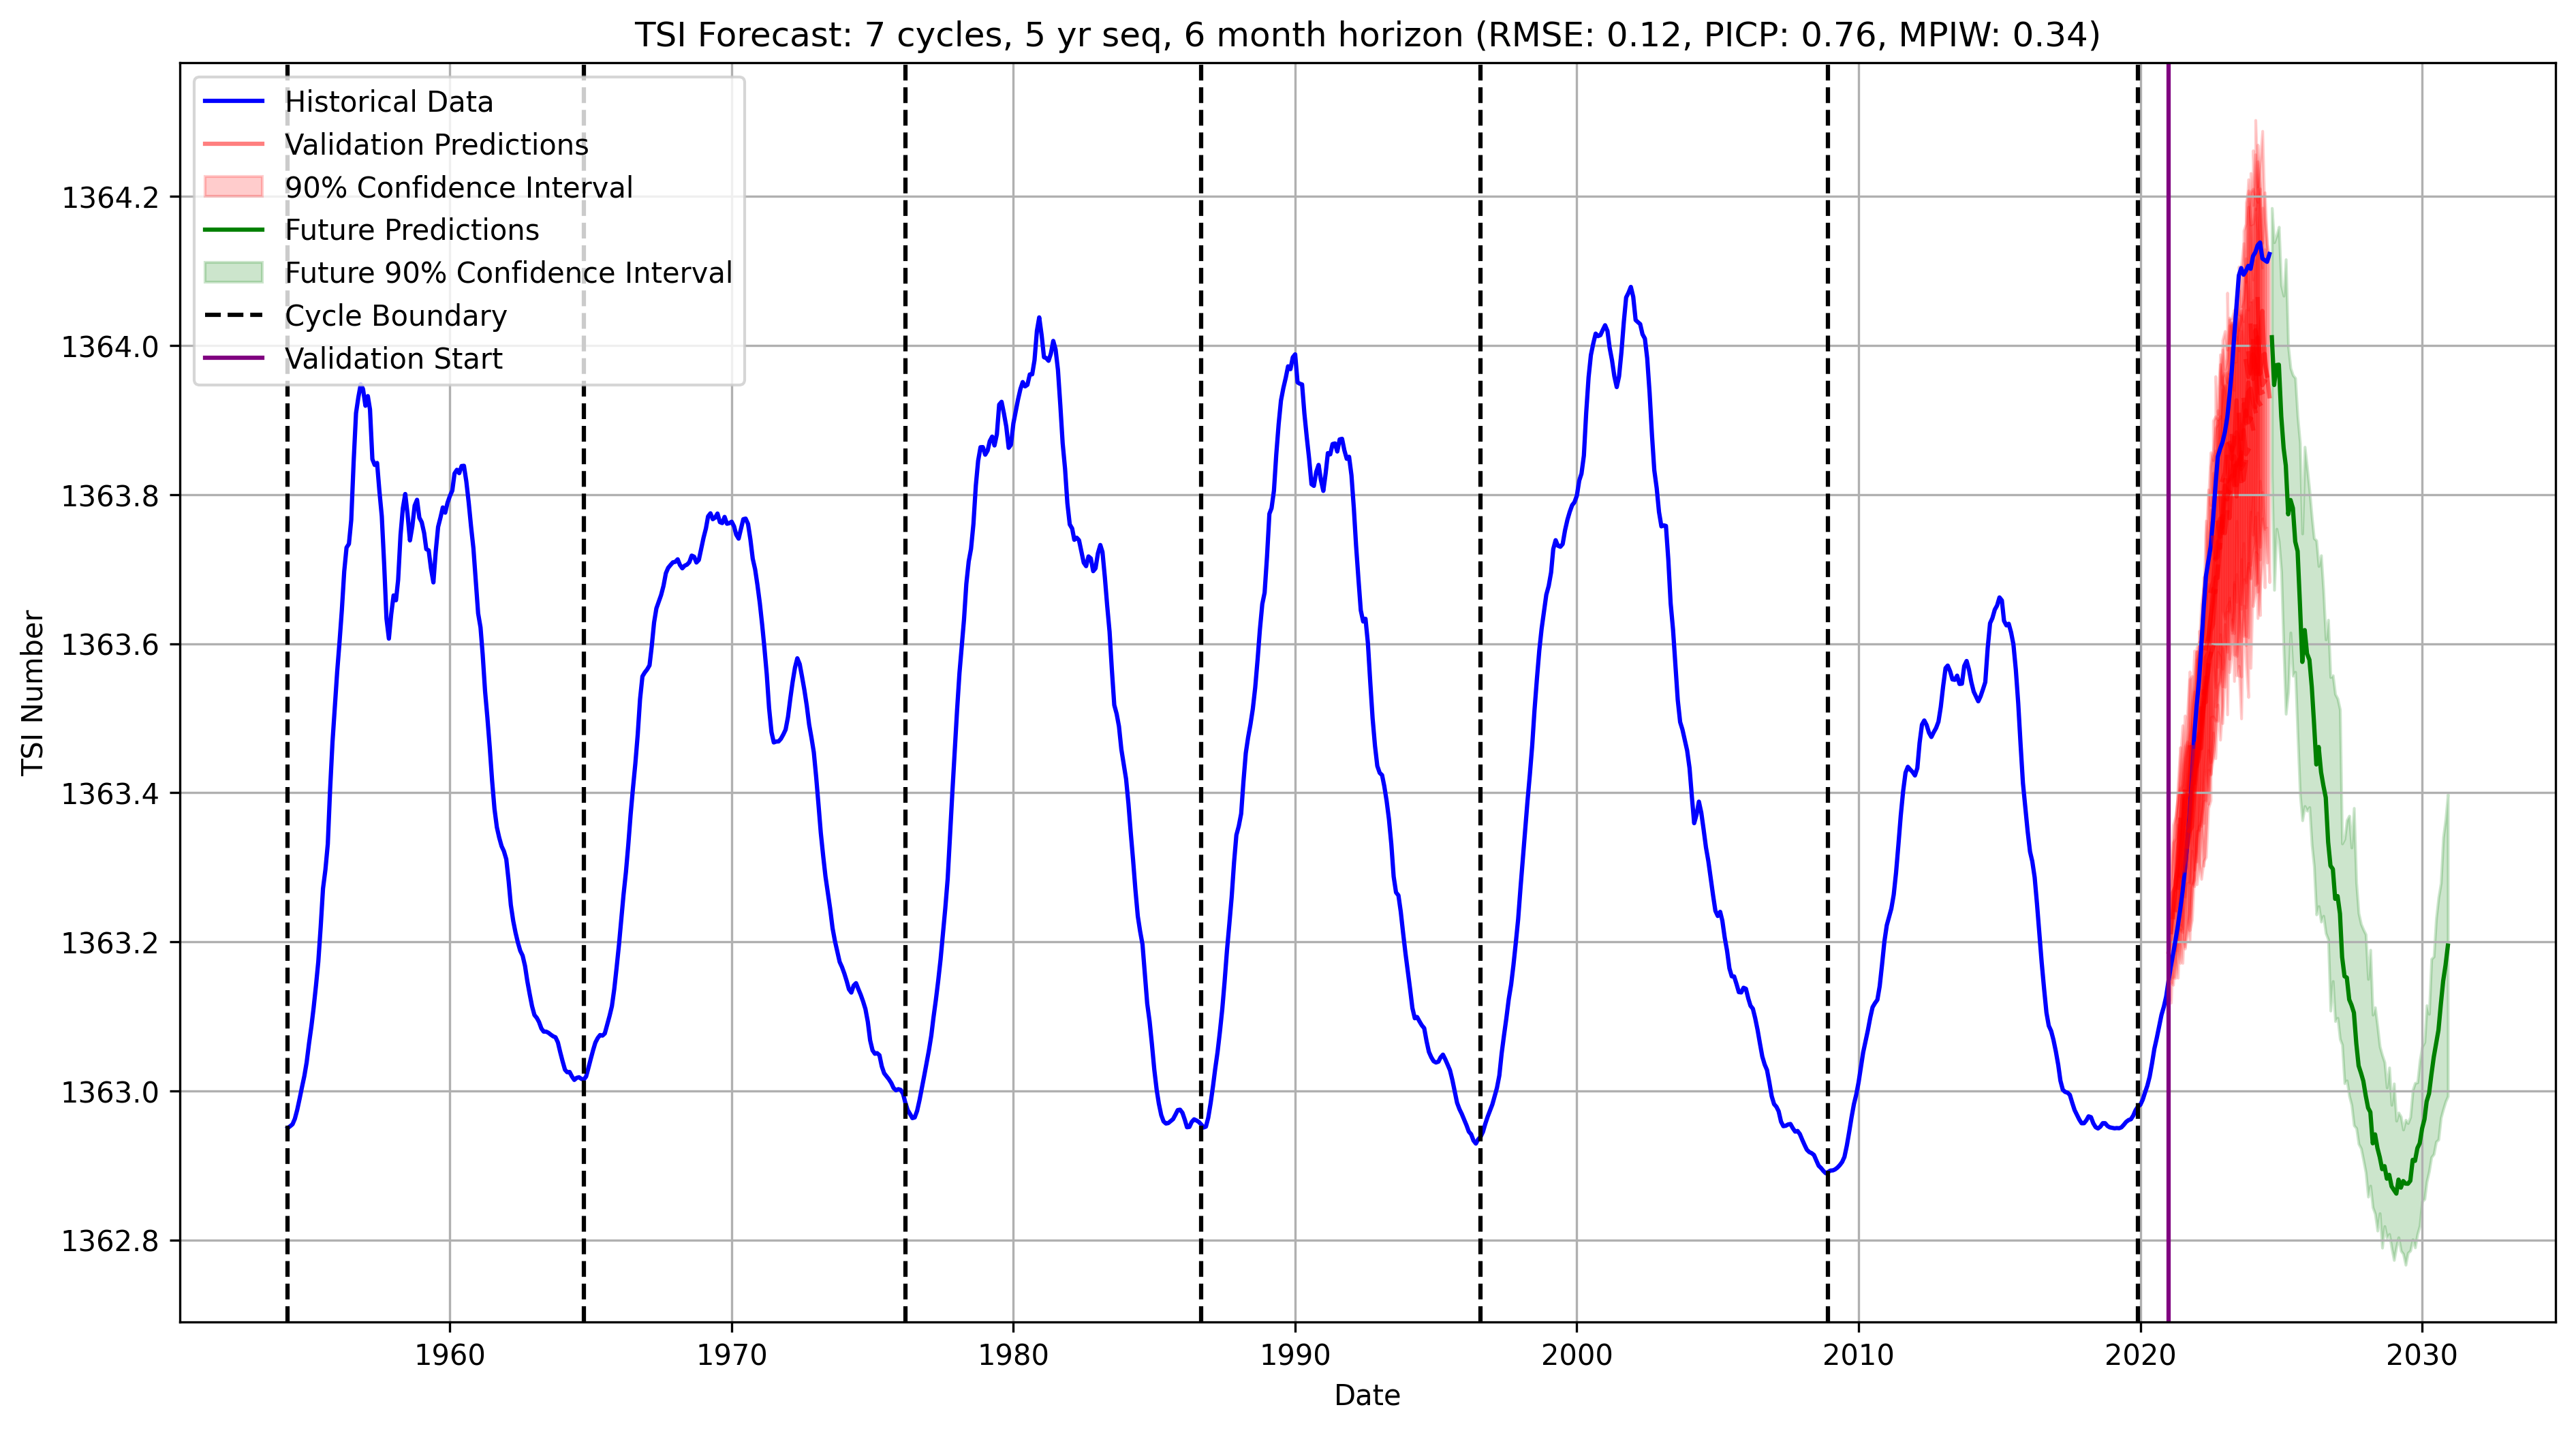 TSI Forecast: 7 cycles, 5 yr seq, 6 month horizon (RMSE: 0.12, PICP: 0.76, MPIW: 0.34)
Historical Data
Validation Predictions
90% Confidence Interval
Future Predictions
Future 90% Confidence Interval
Cycle Boundary
Validation Start
TSI Number
1364.2
1364.0
1363.8
1363.6
1363.4
1363.2
1363.0
1362.8
1960 1970 1980 1990 2000 2010 2020 2030
Date